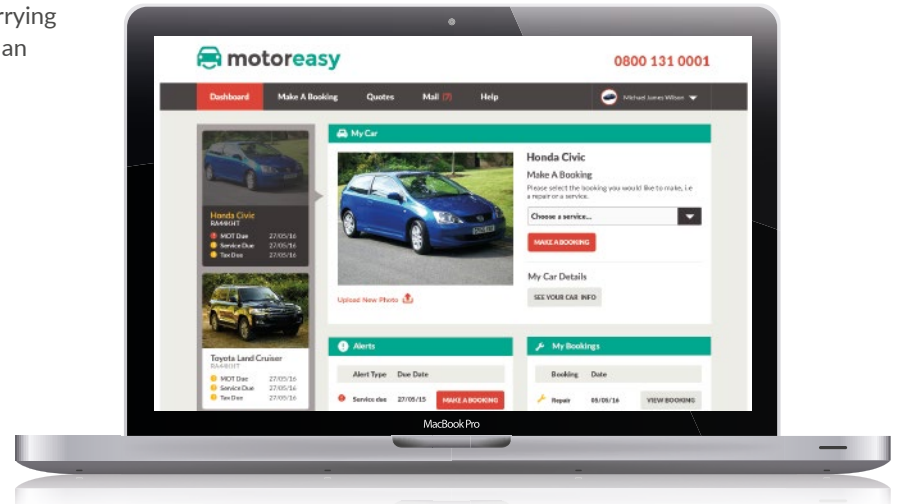 rrying
an
motoreasy
0800 131 0001
Dashboard Make A Booking Quotes Mail (7) Help Michael James Wilson
My Car
Honda Civic
Make A Booking
Please select the booking you would like to make, i.e
a repair or a service.
Choose a service...
MAKE A BOOKING
My Car Details
SEE YOUR CAR INFO
Upload New Photo
Honda Civic
MOT Due 27/05/16
Service Due 27/05/16
Tax Due 27/05/16
Toyota Land Cruiser
MOT Due 27/05/16
Service Due 27/05/16
Tax Due 27/05/16
Alerts
Alert Type Due Date
Service due 27/05/15 MAKE A BOOKING
My Bookings
Booking Date
Repair 05/05/16 VIEW BOOKING
MacBook Pro